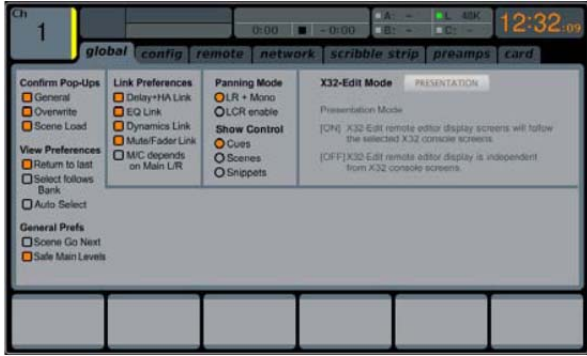 Ch
1
0:00 - 0:00
A: - L 48K
B: - C: -
12:32:09
global config remote network scribble strip preamps card
Confirm Pop-Ups
General
Overwrite
Scene Load
View Preferences
Return to last
Select follows
Bank
Auto Select
General Prefs
Scene Go Next
Safe Main Levels
Link Preferences
Delay+HA Link
EQ Link
Dynamics Link
Mute/Fader Link
M/C depends
on Main L/R
Panning Mode
LR + Mono
LCR enable
Show Control
Cues
Scenes
Snippets
X32-Edit Mode PRESENTATION
Presentation Mode
[ON] X32-Edit remote editor display screens will follow
the selected X32 console screens.
[OFF] X32-Edit remote editor display is independent
from X32 console screens.